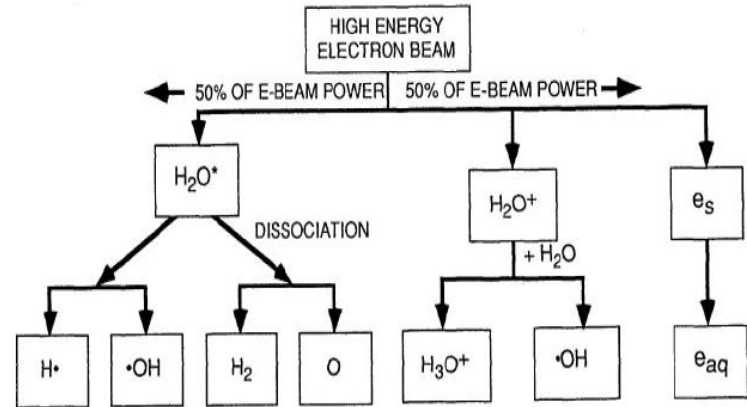 HIGH ENERGY
ELECTRON BEAM
50% OF E-BEAM POWER
50% OF E-BEAM POWER
H₂O*
H₂O⁺
eₛ
DISSOCIATION
+ H₂O
H•
•OH
H₂
O
H₃O⁺
•OH
e_aq